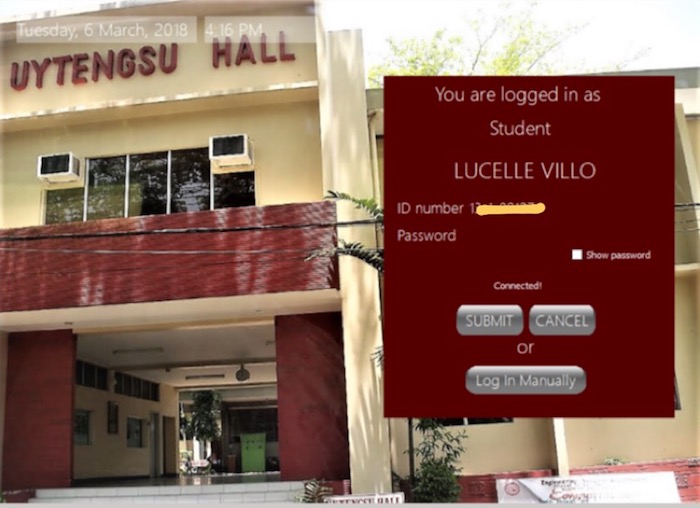 Tuesday, 6 March, 2018 4:16 PM
UYTENGSU HALL
You are logged in as
Student
LUCELLE VILLO
ID number
Password
Show password
Connected!
SUBMIT CANCEL
or
Log In Manually
UYTENGSU HALL
Engineering